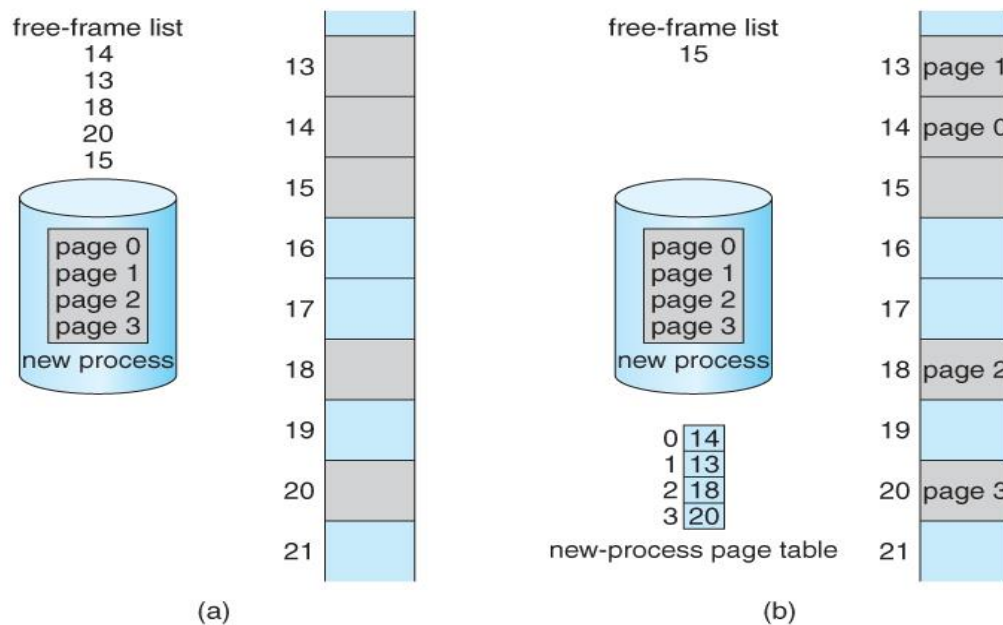 free-frame list
14
13
18
20
15
page 0
page 1
page 2
page 3
new process
13
14
15
16
17
18
19
20
21
(a)
free-frame list
15
page 0
page 1
page 2
page 3
new process
0 14
1 13
2 18
3 20
new-process page table
13 page 1
14 page 0
15
16
17
18 page 2
19
20 page 3
21
(b)